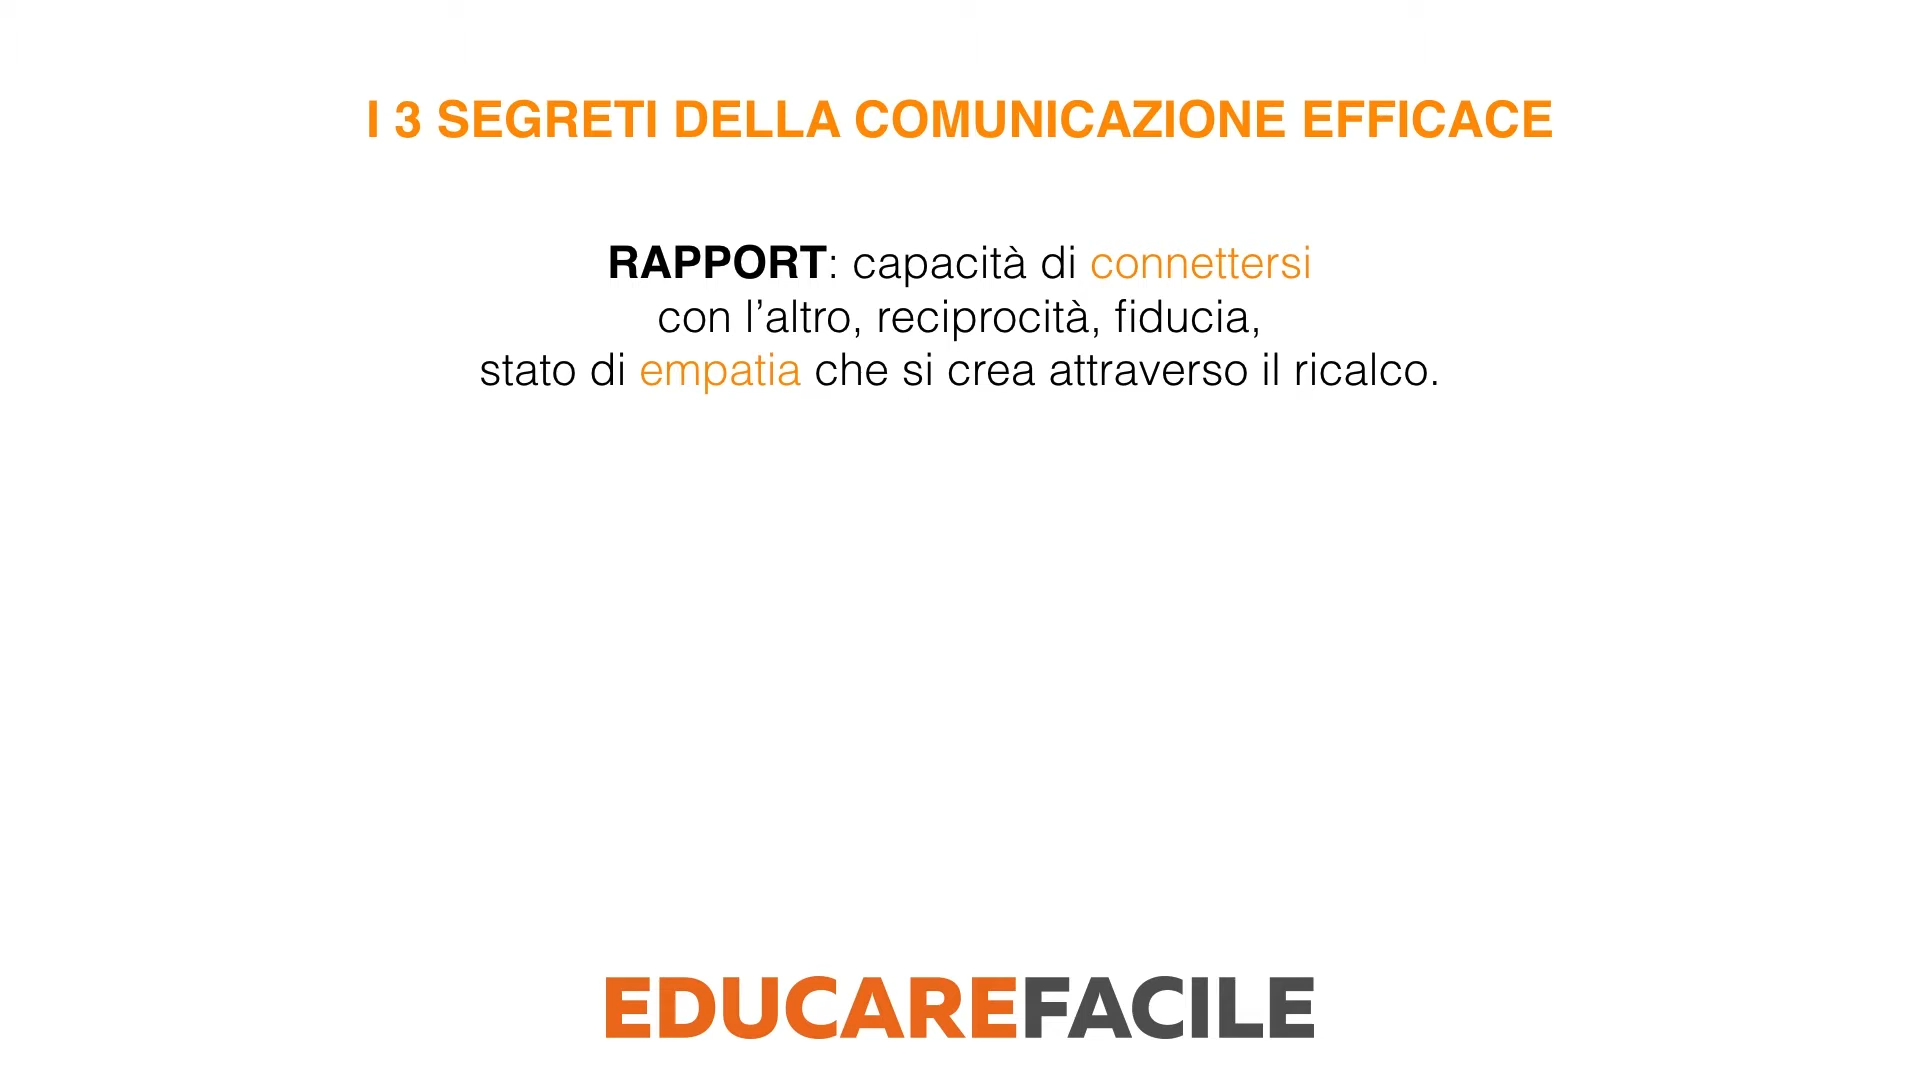 I 3 SEGRETI DELLA COMUNICAZIONE EFFICACE
RAPPORT: capacità di connettersi
con l’altro, reciprocità, fiducia,
stato di empatia che si crea attraverso il ricalco.
EDUCAREFACILE